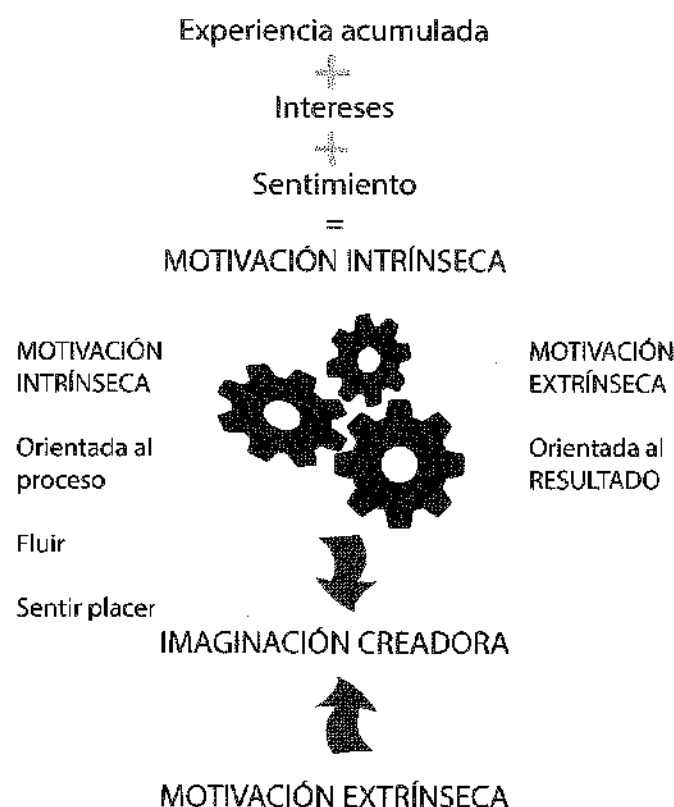 Experiencia acumulada
+
Intereses
+
Sentimiento
=
MOTIVACIÓN INTRÍNSECA
MOTIVACIÓN
INTRÍNSECA
Orientada al
proceso
Fluir
Sentir placer
MOTIVACIÓN
EXTRÍNSECA
Orientada al
RESULTADO
IMAGINACIÓN CREADORA
MOTIVACIÓN EXTRÍNSECA